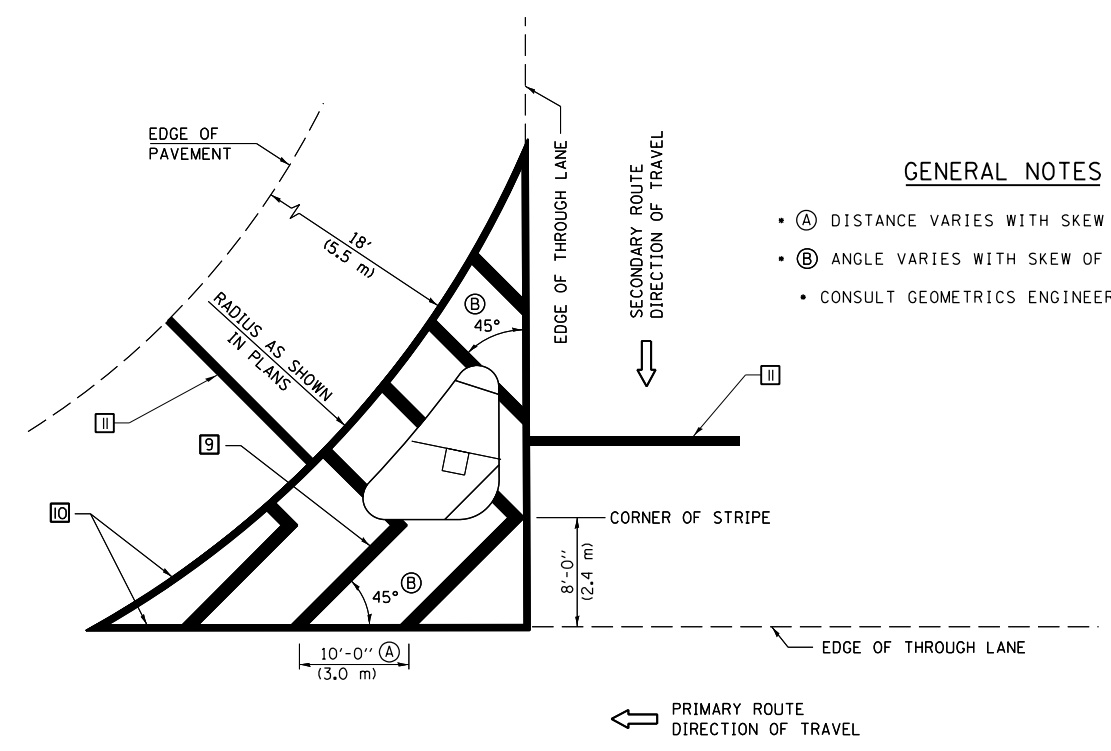 EDGE OF
PAVEMENT
18'
(5.5 m)
RADIUS AS SHOWN
IN PLANS
B
45°
EDGE OF THROUGH LANE
SECONDARY ROUTE
DIRECTION OF TRAVEL
GENERAL NOTES
* A DISTANCE VARIES WITH SKEW
* B ANGLE VARIES WITH SKEW OF
• CONSULT GEOMETRICS ENGINEER
11
11
9
10
CORNER OF STRIPE
8'-0"
(2.4 m)
45° B
10'-0" A
(3.0 m)
EDGE OF THROUGH LANE
PRIMARY ROUTE
DIRECTION OF TRAVEL